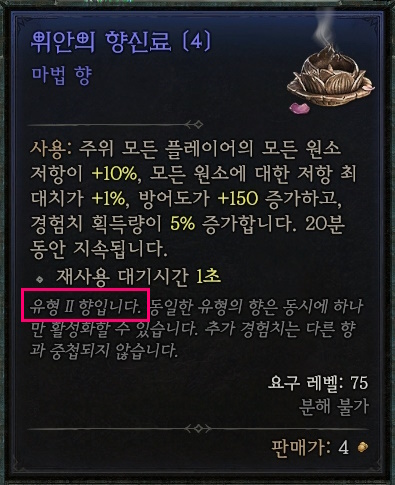 위안의 향신료 (4)
마법 향
사용: 주위 모든 플레이어의 모든 원소
저항이 +10%, 모든 원소에 대한 저항 최
대치가 +1%, 방어도가 +150 증가하고,
경험치 획득량이 5% 증가합니다. 20분
동안 지속됩니다.
재사용 대기시간 1초
유형 II 향입니다. 동일한 유형의 향은 동시에 하나
만 활성화할 수 있습니다. 추가 경험치는 다른 향
과 중첩되지 않습니다.
요구 레벨: 75
분해 불가
판매가: 4